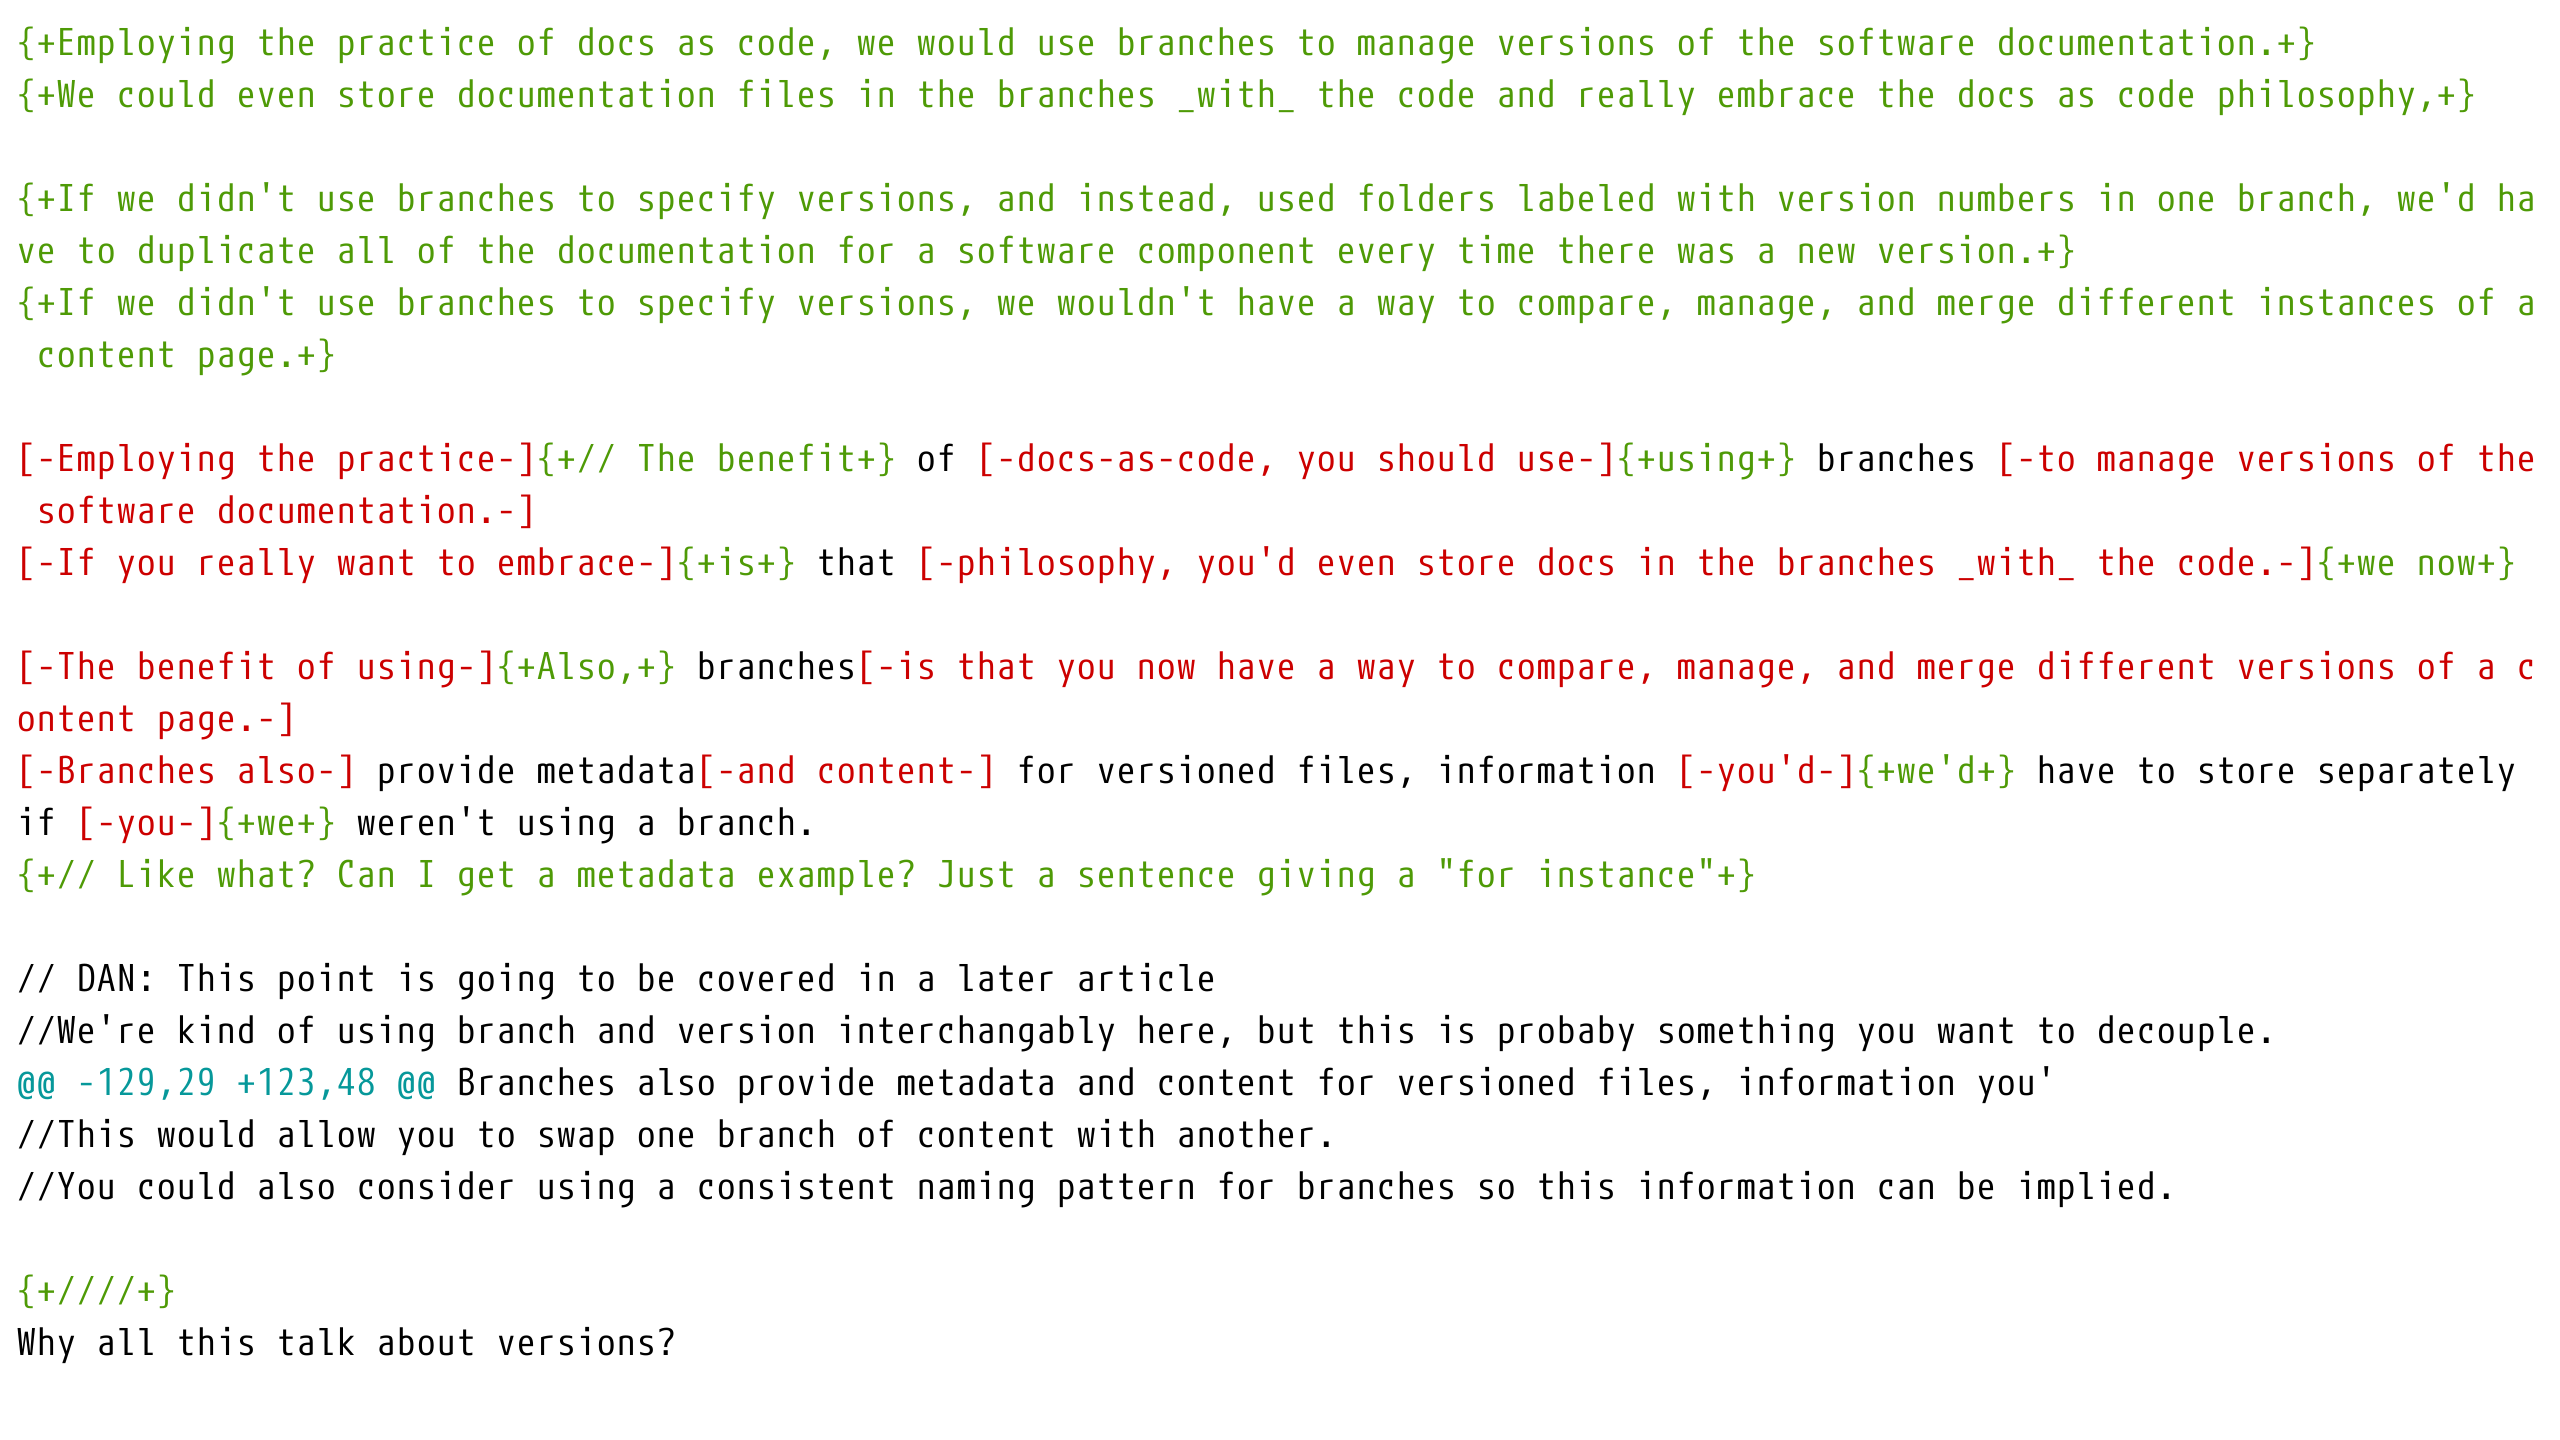 {+Employing the practice of docs as code, we would use branches to manage versions of the software documentation.+}
{+We could even store documentation files in the branches _with_ the code and really embrace the docs as code philosophy,+}

{+If we didn't use branches to specify versions, and instead, used folders labeled with version numbers in one branch, we'd ha
ve to duplicate all of the documentation for a software component every time there was a new version.+}
{+If we didn't use branches to specify versions, we wouldn't have a way to compare, manage, and merge different instances of a
 content page.+}

[-Employing the practice-]{+// The benefit+} of [-docs-as-code, you should use-]{+using+} branches [-to manage versions of the
 software documentation.-]
[-If you really want to embrace-]{+is+} that [-philosophy, you'd even store docs in the branches _with_ the code.-]{+we now+}

[-The benefit of using-]{+Also,+} branches[-is that you now have a way to compare, manage, and merge different versions of a c
ontent page.-]
[-Branches also-] provide metadata[-and content-] for versioned files, information [-you'd-]{+we'd+} have to store separately
if [-you-]{+we+} weren't using a branch.
{+// Like what? Can I get a metadata example? Just a sentence giving a "for instance"+}

// DAN: This point is going to be covered in a later article
//We're kind of using branch and version interchangably here, but this is probaby something you want to decouple.
@@ -129,29 +123,48 @@ Branches also provide metadata and content for versioned files, information you'
//This would allow you to swap one branch of content with another.
//You could also consider using a consistent naming pattern for branches so this information can be implied.

{+////+}
Why all this talk about versions?